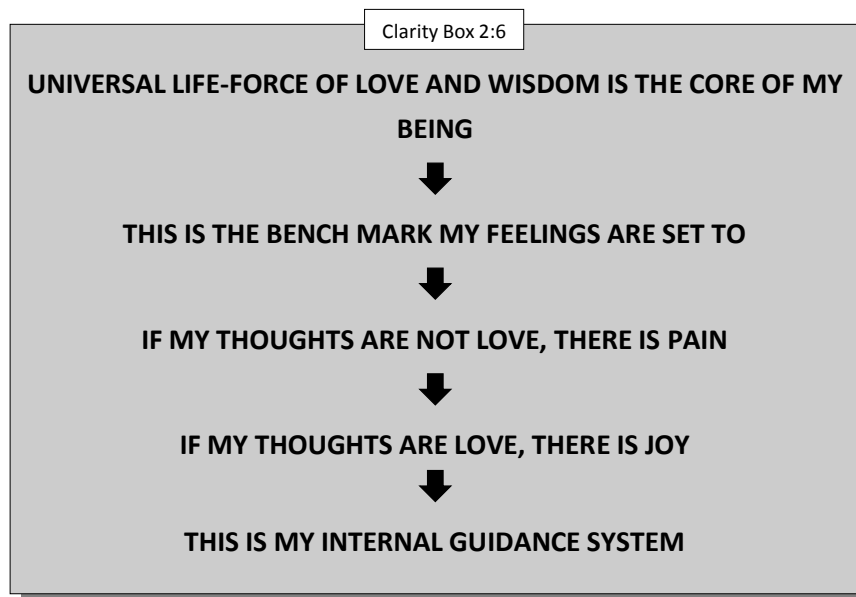 Clarity Box 2:6
UNIVERSAL LIFE-FORCE OF LOVE AND WISDOM IS THE CORE OF MY
BEING
THIS IS THE BENCH MARK MY FEELINGS ARE SET TO
IF MY THOUGHTS ARE NOT LOVE, THERE IS PAIN
IF MY THOUGHTS ARE LOVE, THERE IS JOY
THIS IS MY INTERNAL GUIDANCE SYSTEM